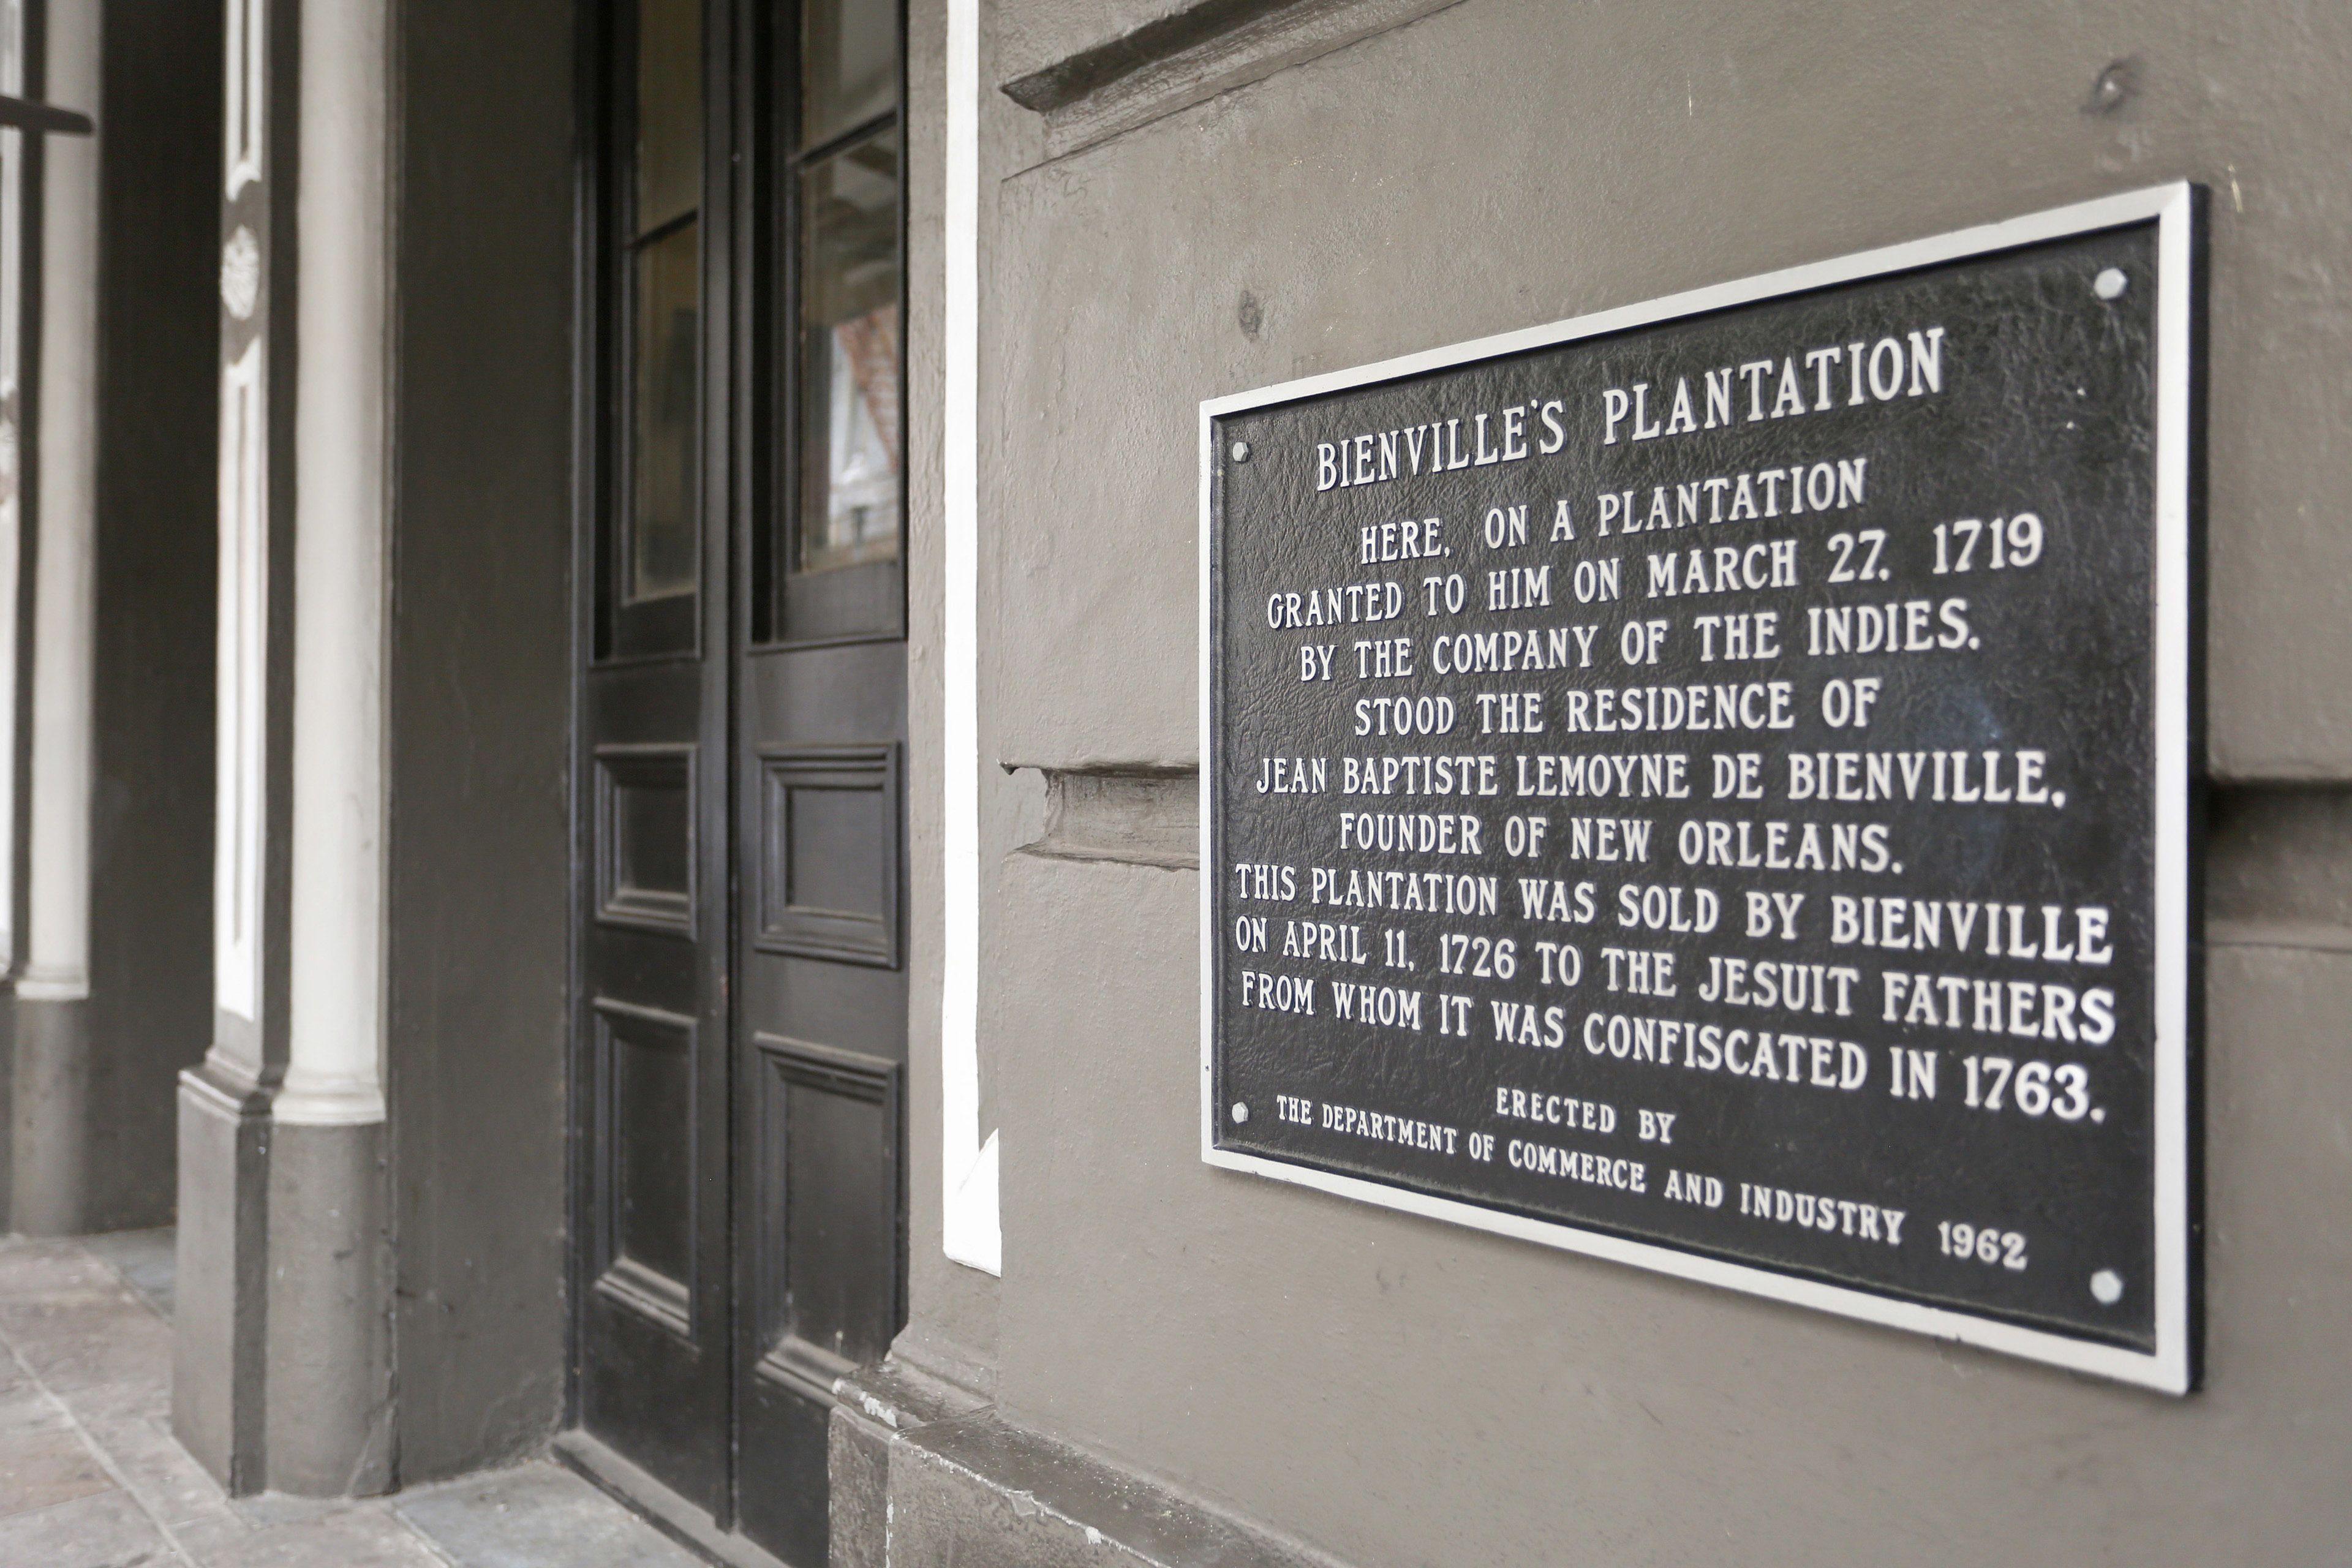 BIENVILLE'S PLANTATION
HERE, ON A PLANTATION
GRANTED TO HIM ON MARCH 27, 1719
BY THE COMPANY OF THE INDIES,
STOOD THE RESIDENCE OF
JEAN BAPTISTE LEMOYNE DE BIENVILLE,
FOUNDER OF NEW ORLEANS.
THIS PLANTATION WAS SOLD BY BIENVILLE
ON APRIL 11, 1726 TO THE JESUIT FATHERS
FROM WHOM IT WAS CONFISCATED IN 1763.
ERECTED BY
THE DEPARTMENT OF COMMERCE AND INDUSTRY 1962